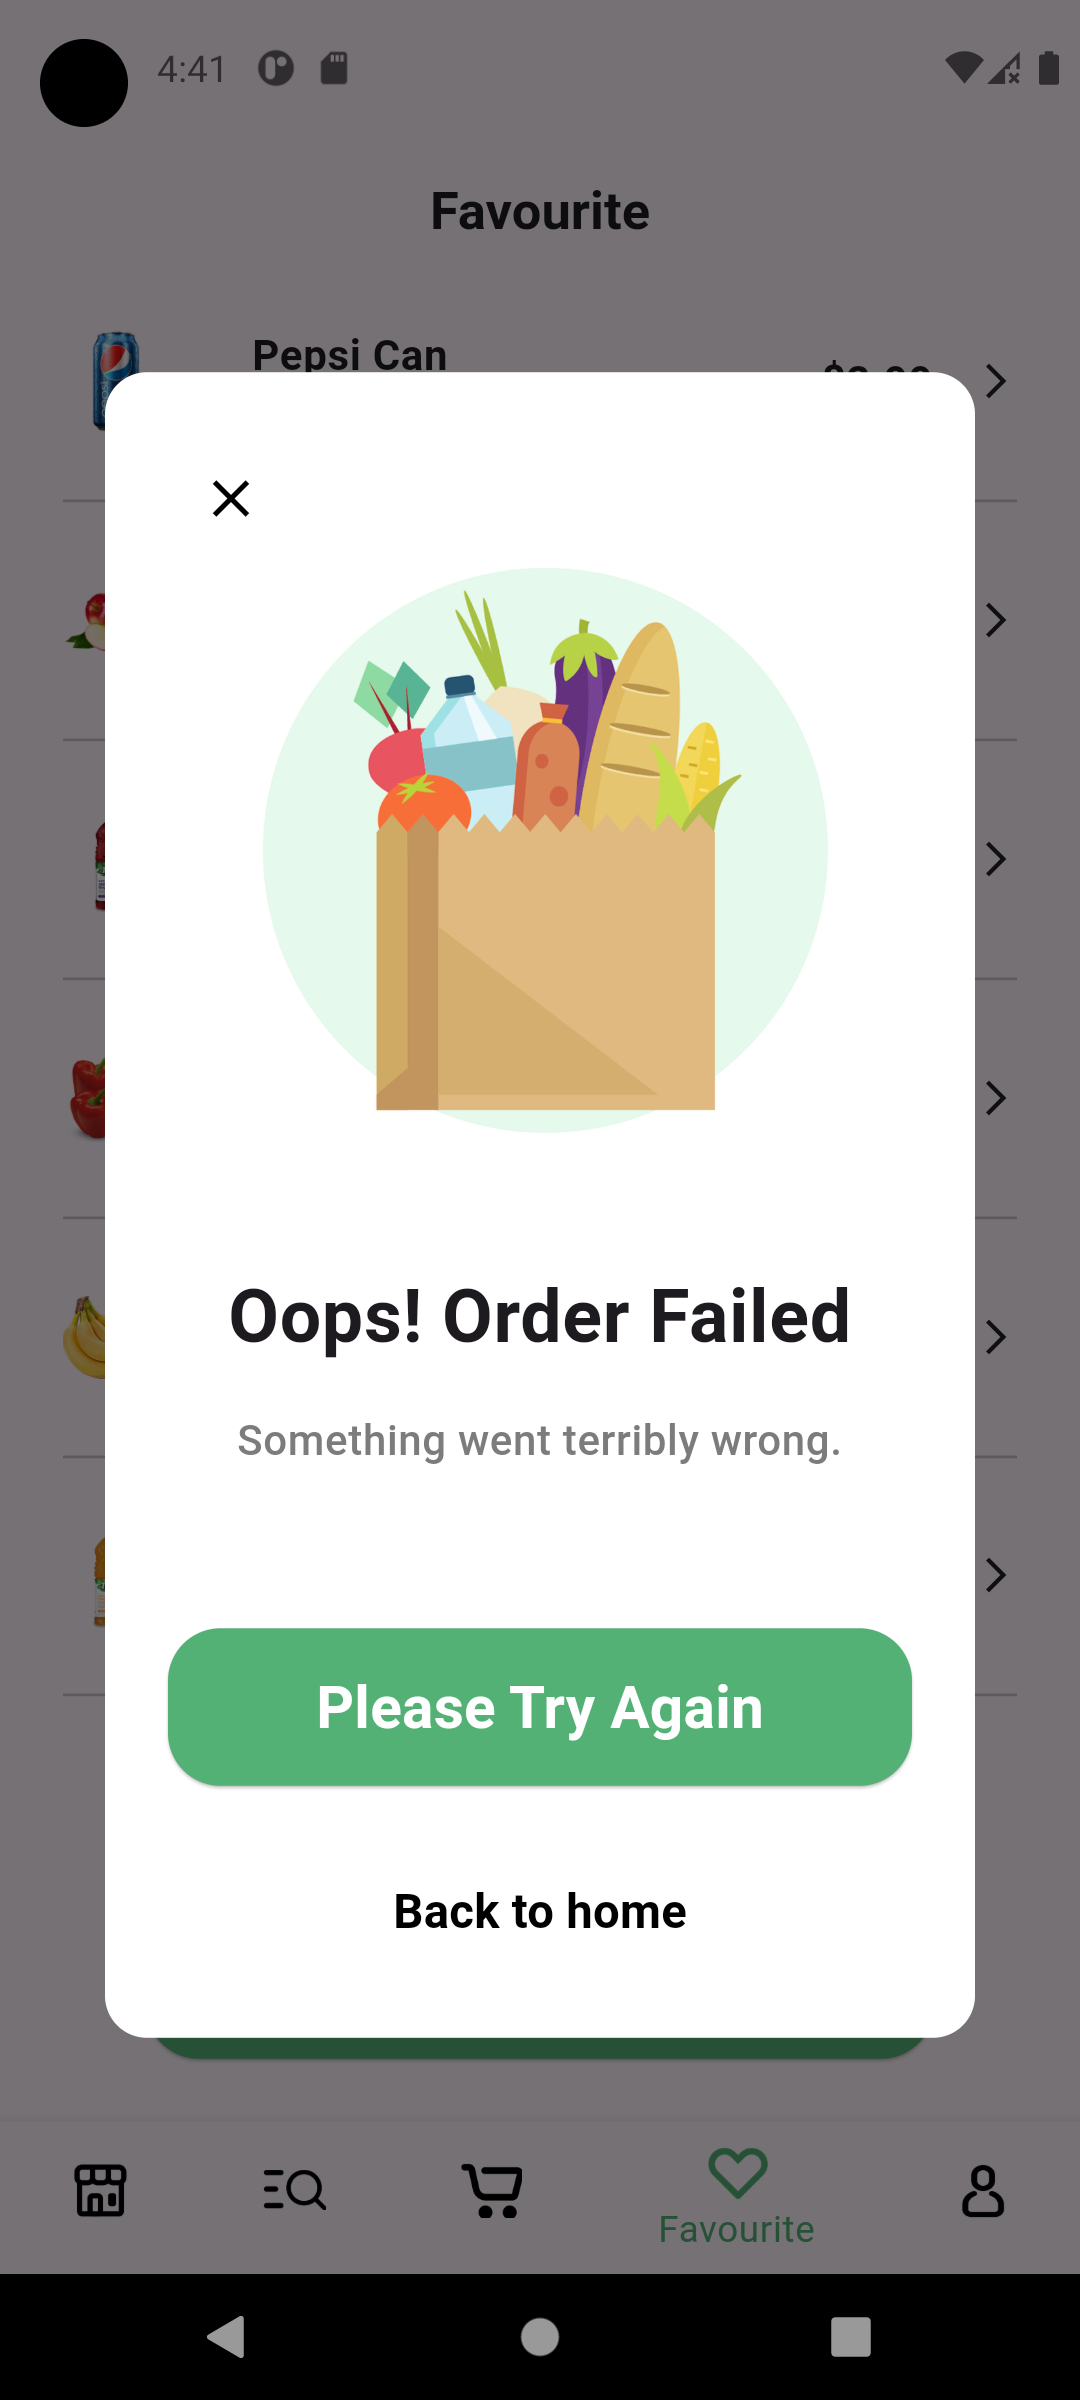 4:41
Favourite
Pepsi Can
Oops! Order Failed
Something went terribly wrong.
Please Try Again
Back to home
Favourite